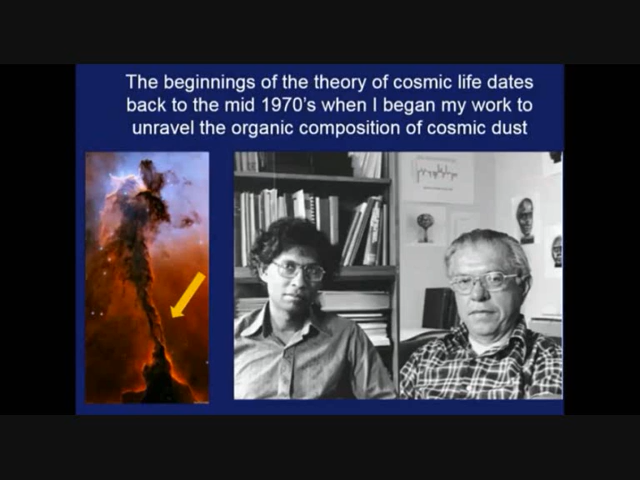 The beginnings of the theory of cosmic life dates
back to the mid 1970's when I began my work to
unravel the organic composition of cosmic dust